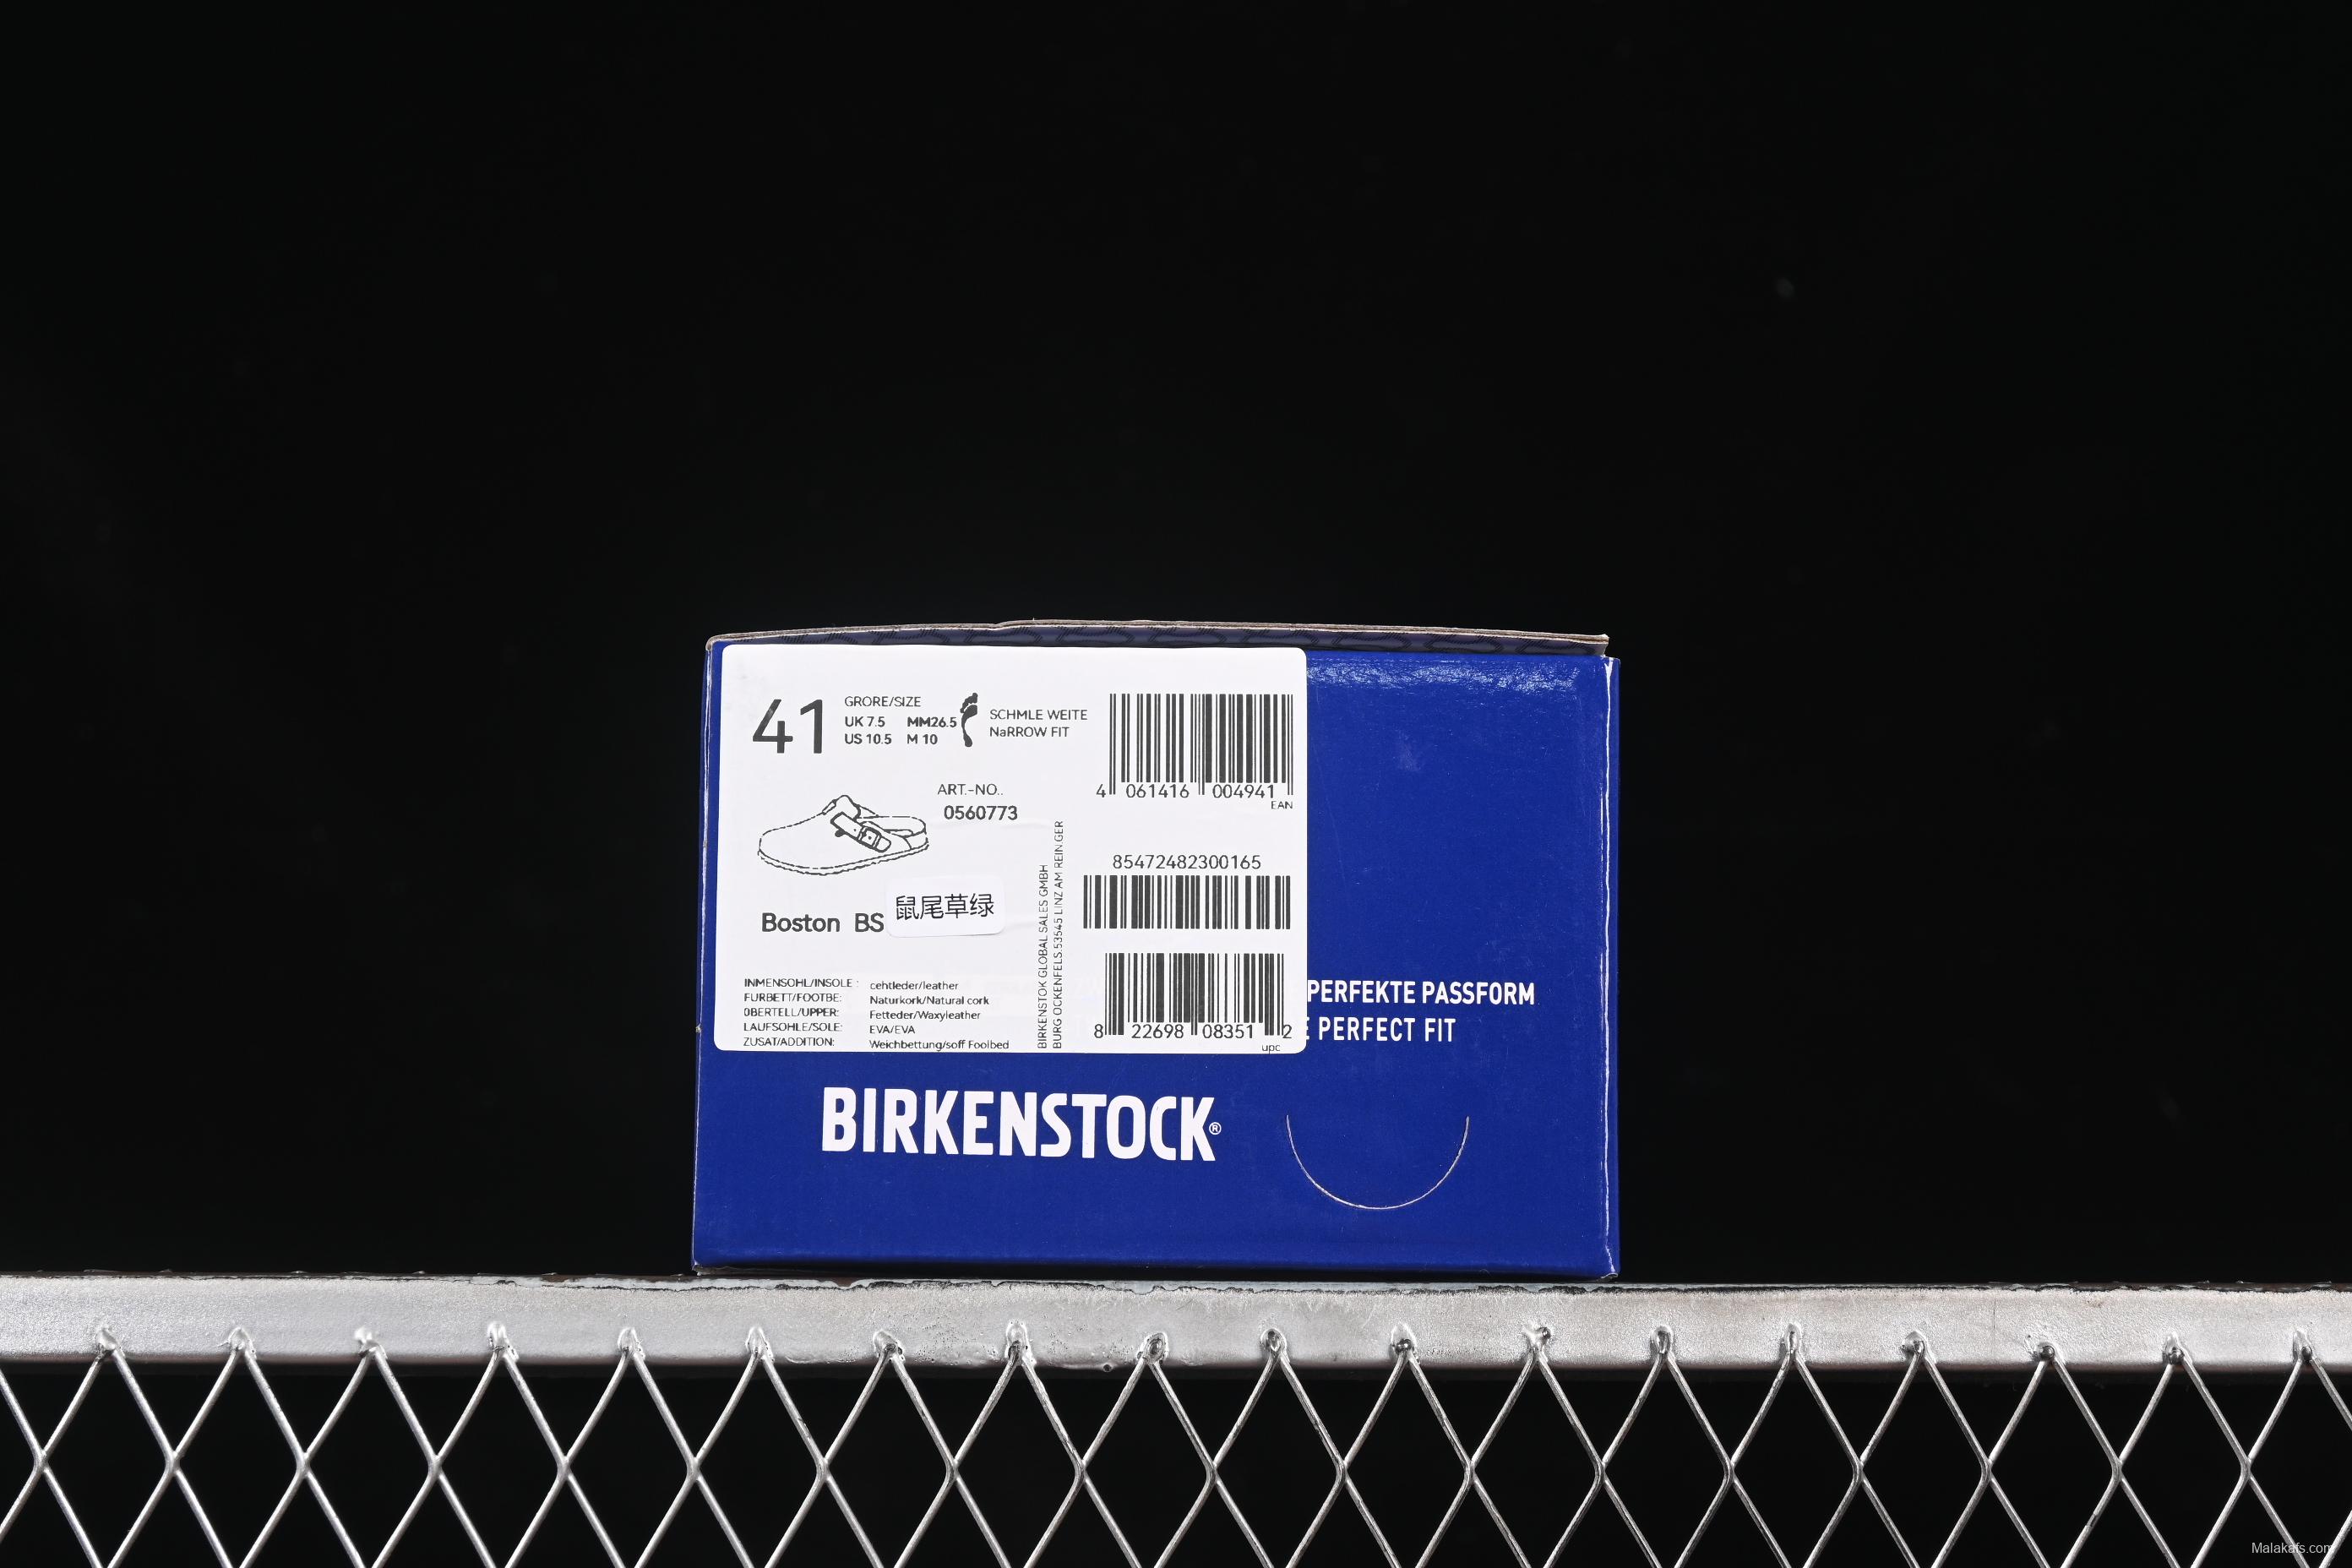 41
GRORE/SIZE
UK 7.5 MM26.5
US 10.5 M 10
SCHMLE WEITE
NaRROW FIT
4 061416 004941
EAN
ART.-NO..
0560773
85472482300165
Boston BS
鼠尾草绿
BIRKENSTOK GLOBAL SALES GMBH
BURG OCKENFELS.53545 LINZ AM REIN GER
INMENSOHL/INSOLE : cehtleder/leather
FURBETT/FOOTBE: Naturkork/Natural cork
0BERTELL/UPPER: Fetteder/Waxyleather
LAUFSOHLE/SOLE: EVA/EVA
ZUSAT/ADDITION: Weichbettung/soff Foolbed
8 22698 08351 2
upc
PERFEKTE PASSFORM
E PERFECT FIT
BIRKENSTOCK®
Malakafs.com